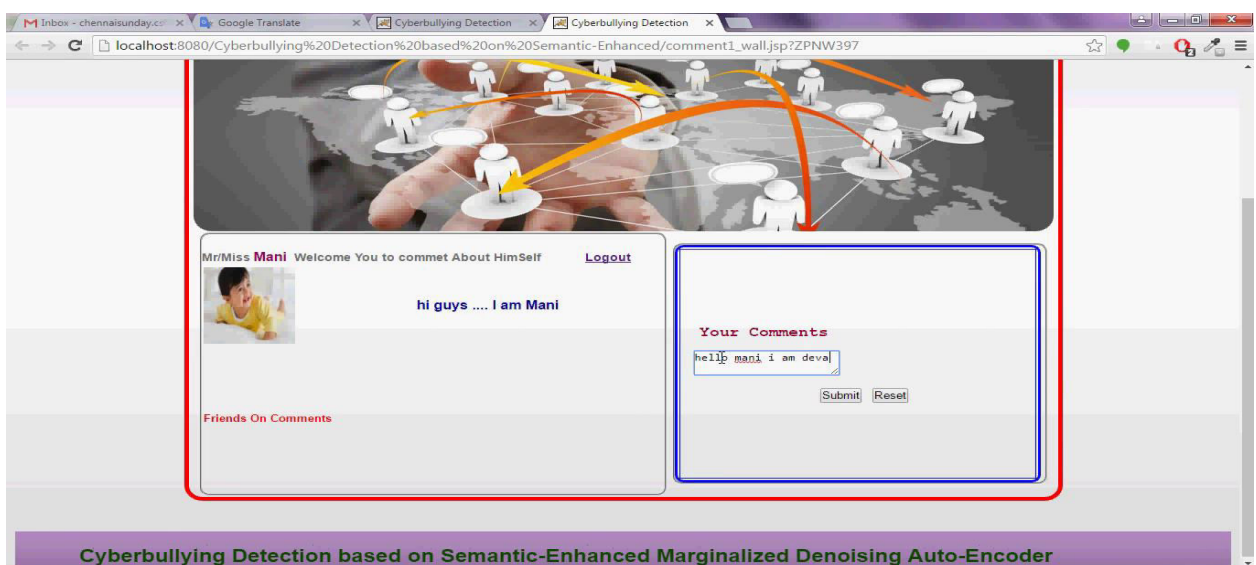 Inbox - chennaisunday.cs
Google Translate
Cyberbullying Detection
Cyberbullying Detection
localhost:8080/Cyberbullying%20Detection%20based%20on%20Semantic-Enhanced/comment1_wall.jsp?ZPNW397
Mr/Miss Mani Welcome You to commet About HimSelf Logout
hi guys .... I am Mani
Friends On Comments
Your Comments
hello mani i am deva
Submit Reset
Cyberbullying Detection based on Semantic-Enhanced Marginalized Denoising Auto-Encoder